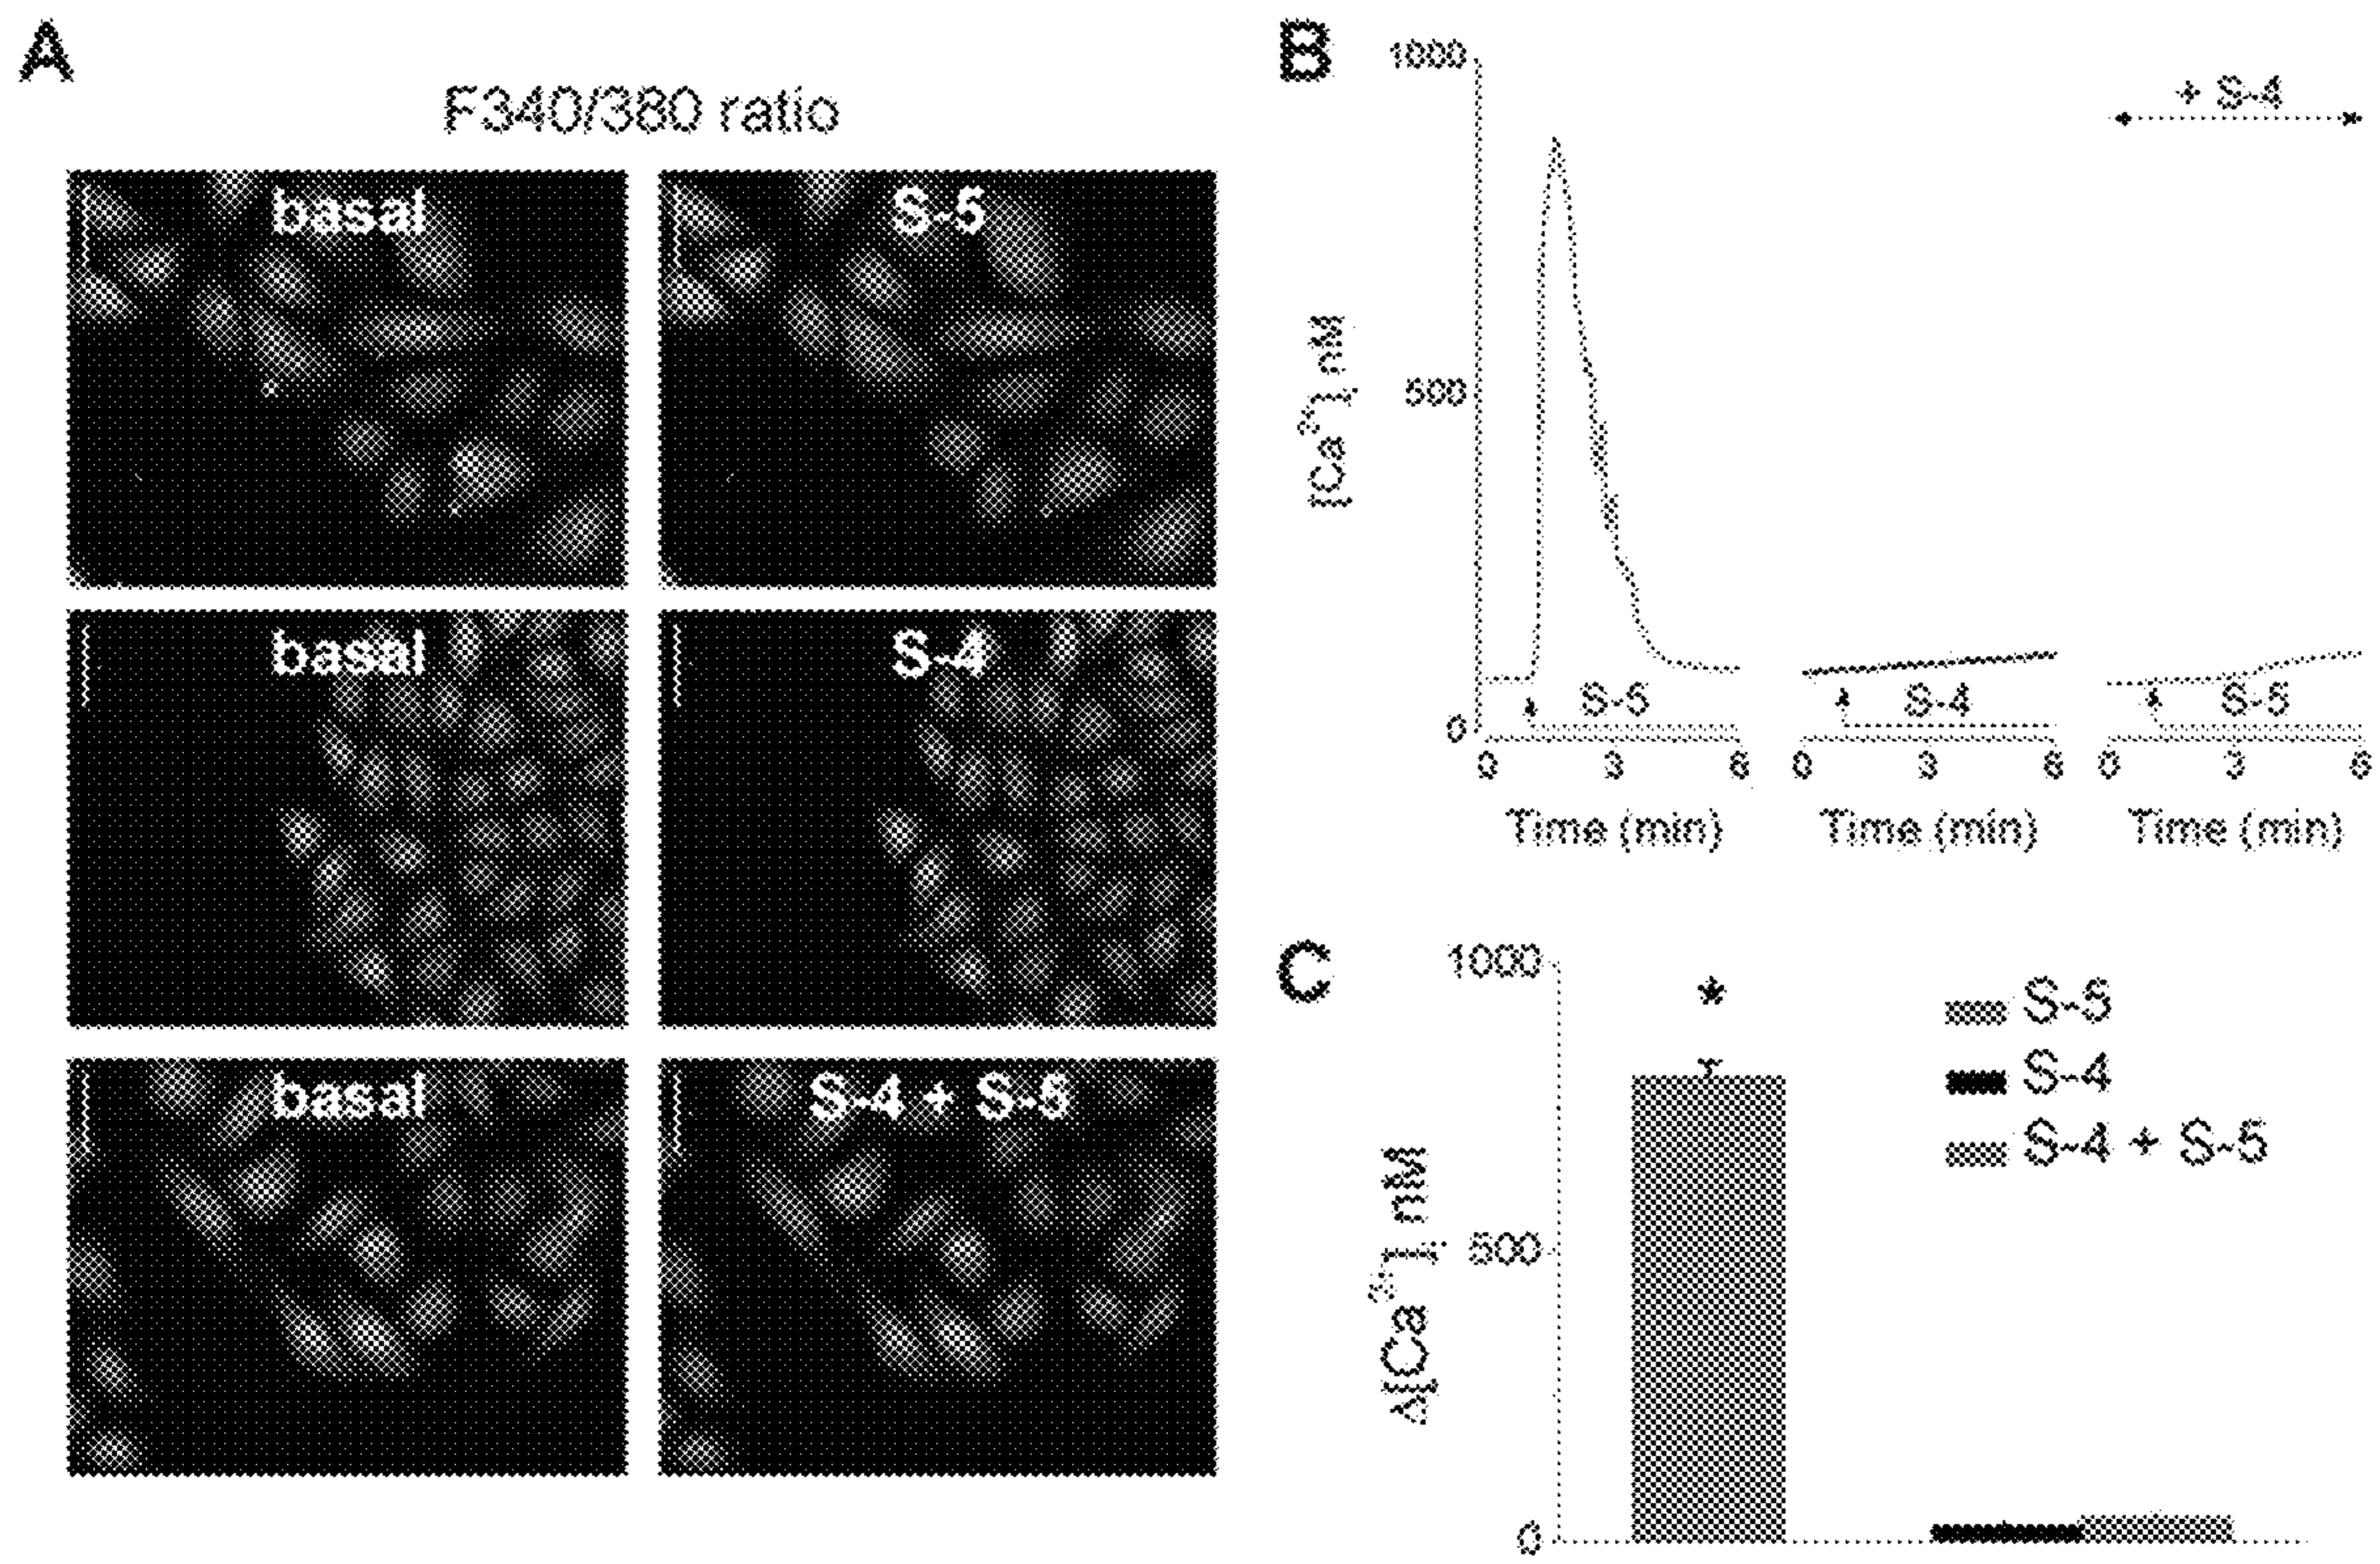 A
F340/380 ratio
basal
S-5
basal
S-4
basal
S-4 + S-5
B
1000
500
0
[Ca²⁺]ᵢ nM
+ S-4
S-5
S-4
S-5
0 3 6
0 3 6
0 3 6
Time (min)
Time (min)
Time (min)
C
1000
500
0
Δ[Ca²⁺]ᵢ nM
*
S-5
S-4
S-4 + S-5